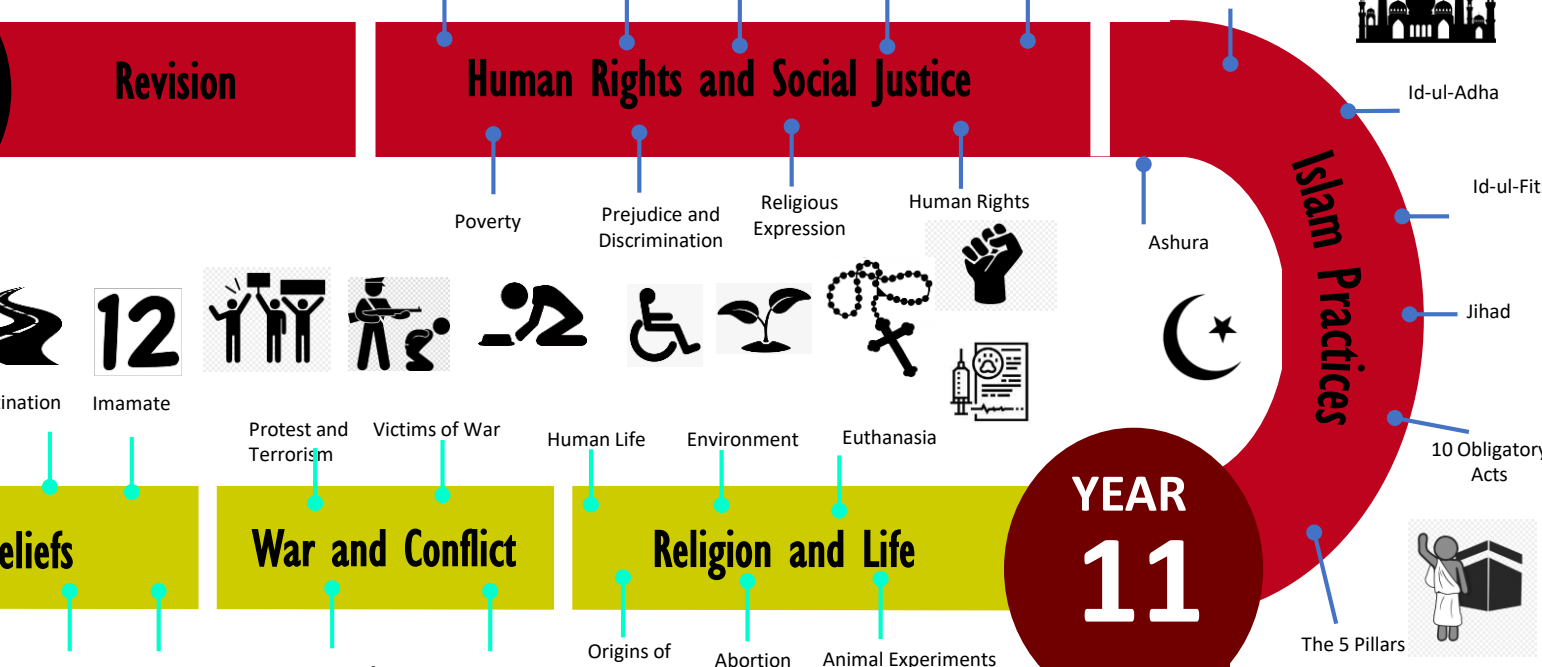 Revision
Human Rights and Social Justice
Id-ul-Adha
Islam Practices
Id-ul-Fit
Poverty
Prejudice and
Discrimination
Religious
Expression
Human Rights
Ashura
Jihad
12
ination
Imamate
Protest and
Terrorism
Victims of War
Human Life
Environment
Euthanasia
10 Obligatory
Acts
YEAR
11
eliefs
War and Conflict
Religion and Life
The 5 Pillars
Origins of
Abortion
Animal Experiments